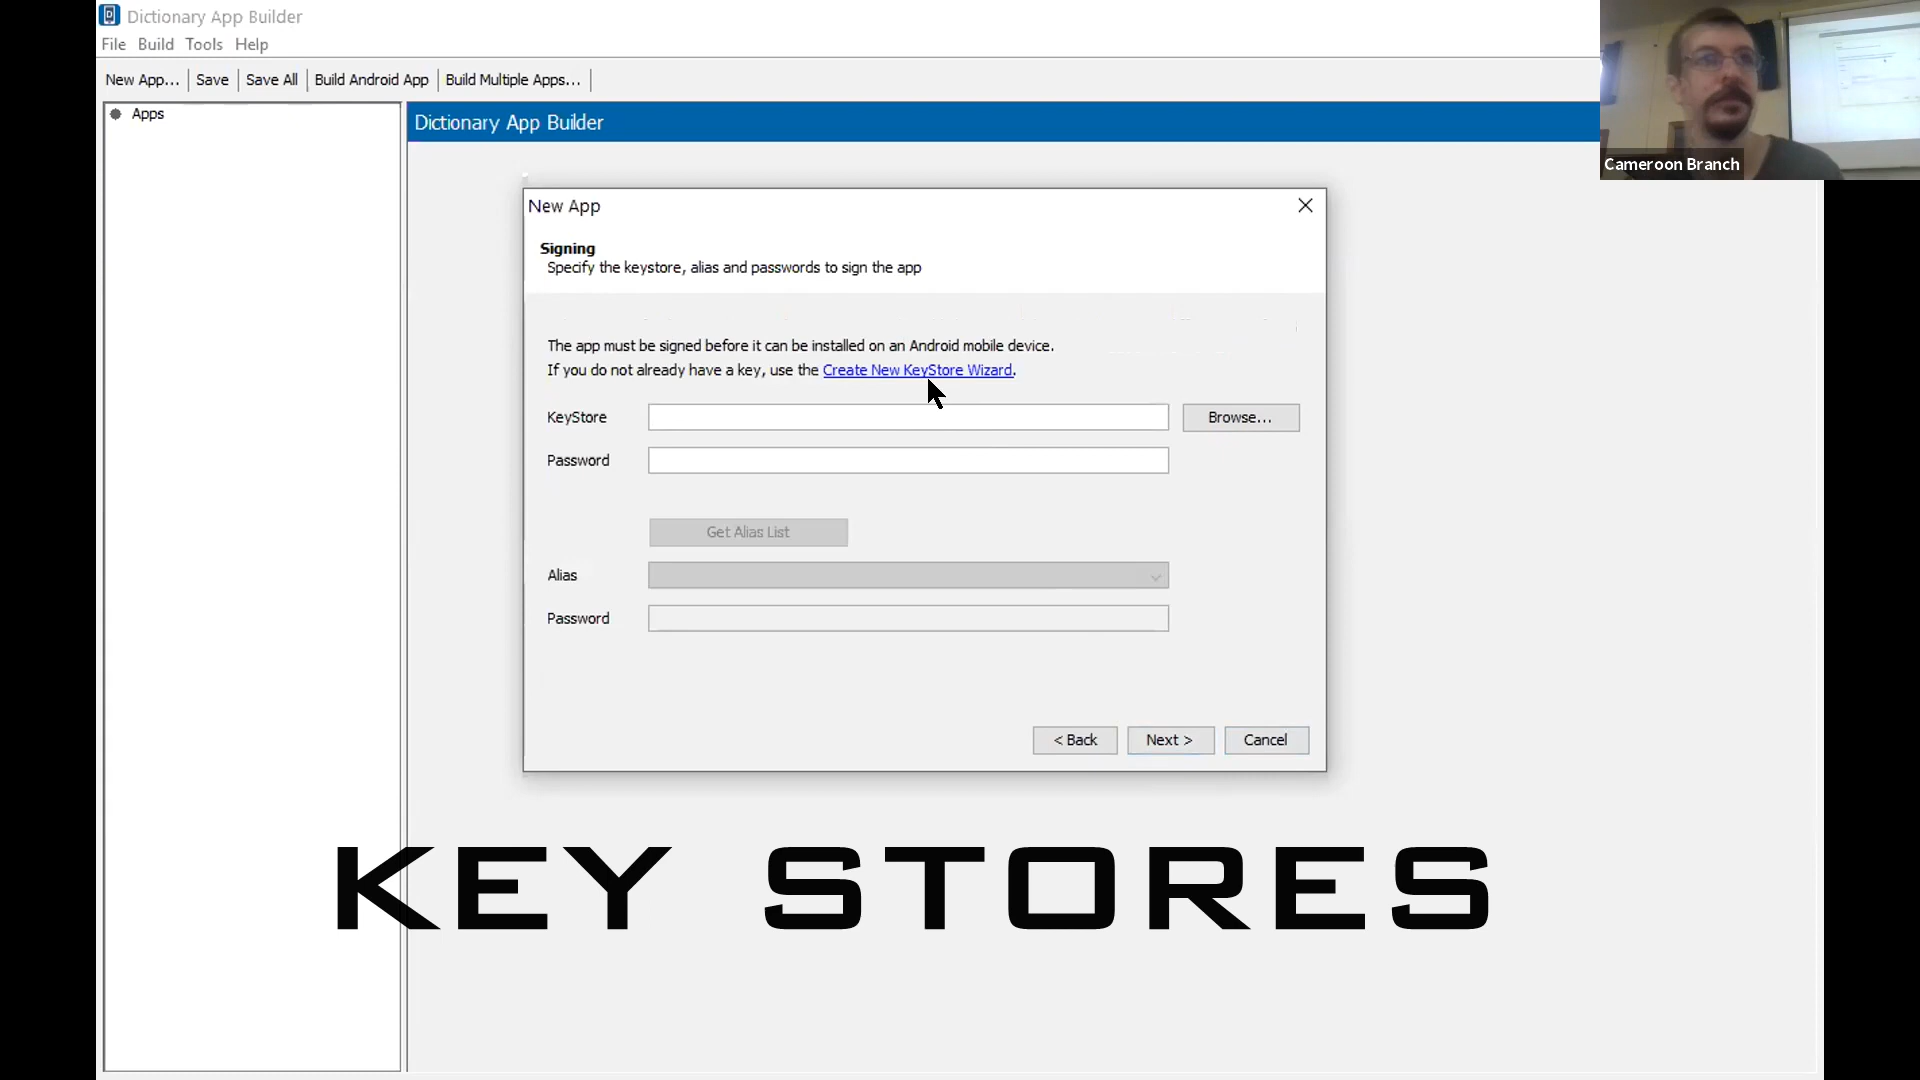 Dictionary App Builder
File Build Tools Help
New App... Save Save All Build Android App Build Multiple Apps...
Apps
Dictionary App Builder
Cameroon Branch
New App
Signing
Specify the keystore, alias and passwords to sign the app
The app must be signed before it can be installed on an Android mobile device.
If you do not already have a key, use the Create New KeyStore Wizard.
KeyStore Browse...
Password
Get Alias List
Alias
Password
< Back Next > Cancel
KEY STORES